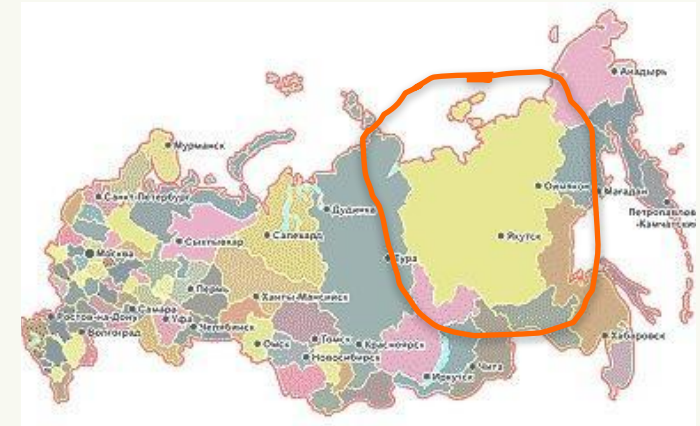 Анадырь
Мурманск
Оймякон
Магадан
Санкт-Петербург
Дудинка
Петропавловск
-Камчатский
Салехард
Якутск
Сыктывкар
Москва
Тура
Пермь
Ханты-Мансийск
Самара
Ростов-на-Дону
Уфа
Челябинск
Волгоград
Хабаровск
Томск
Омск
Красноярск
Новосибирск
Чита
Иркутск